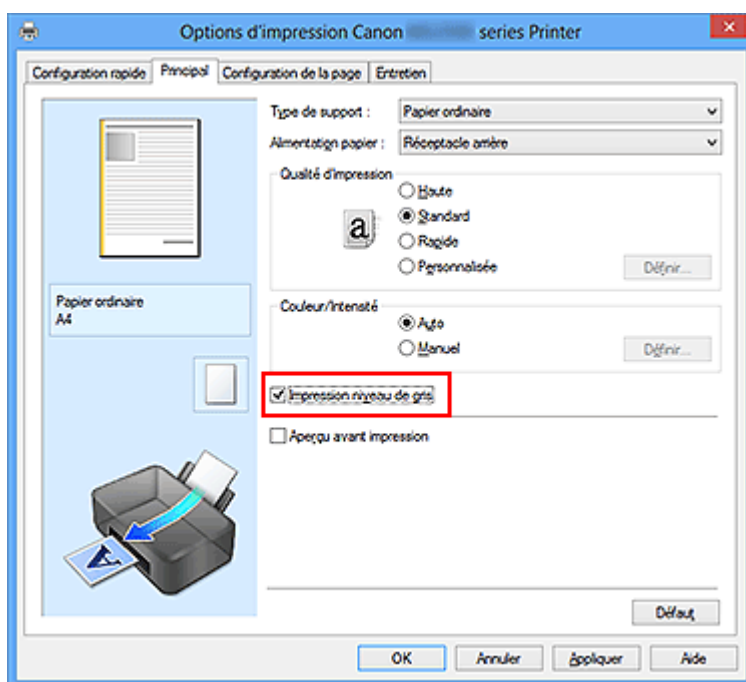 Options d'impression Canon series Printer
Configuration rapide Principal Configuration de la page Entretien
Type de support : Papier ordinaire
Alimentation papier : Réceptacle arrière
Qualité d'impression
Haute
a Standard
Rapide
Personnalisée Définir...
Papier ordinaire
A4
Couleur/Intensité
Auto
Manuel Définir...
Impression niveau de gris
Aperçu avant impression
A
Défaut
OK Annuler Appliquer Aide